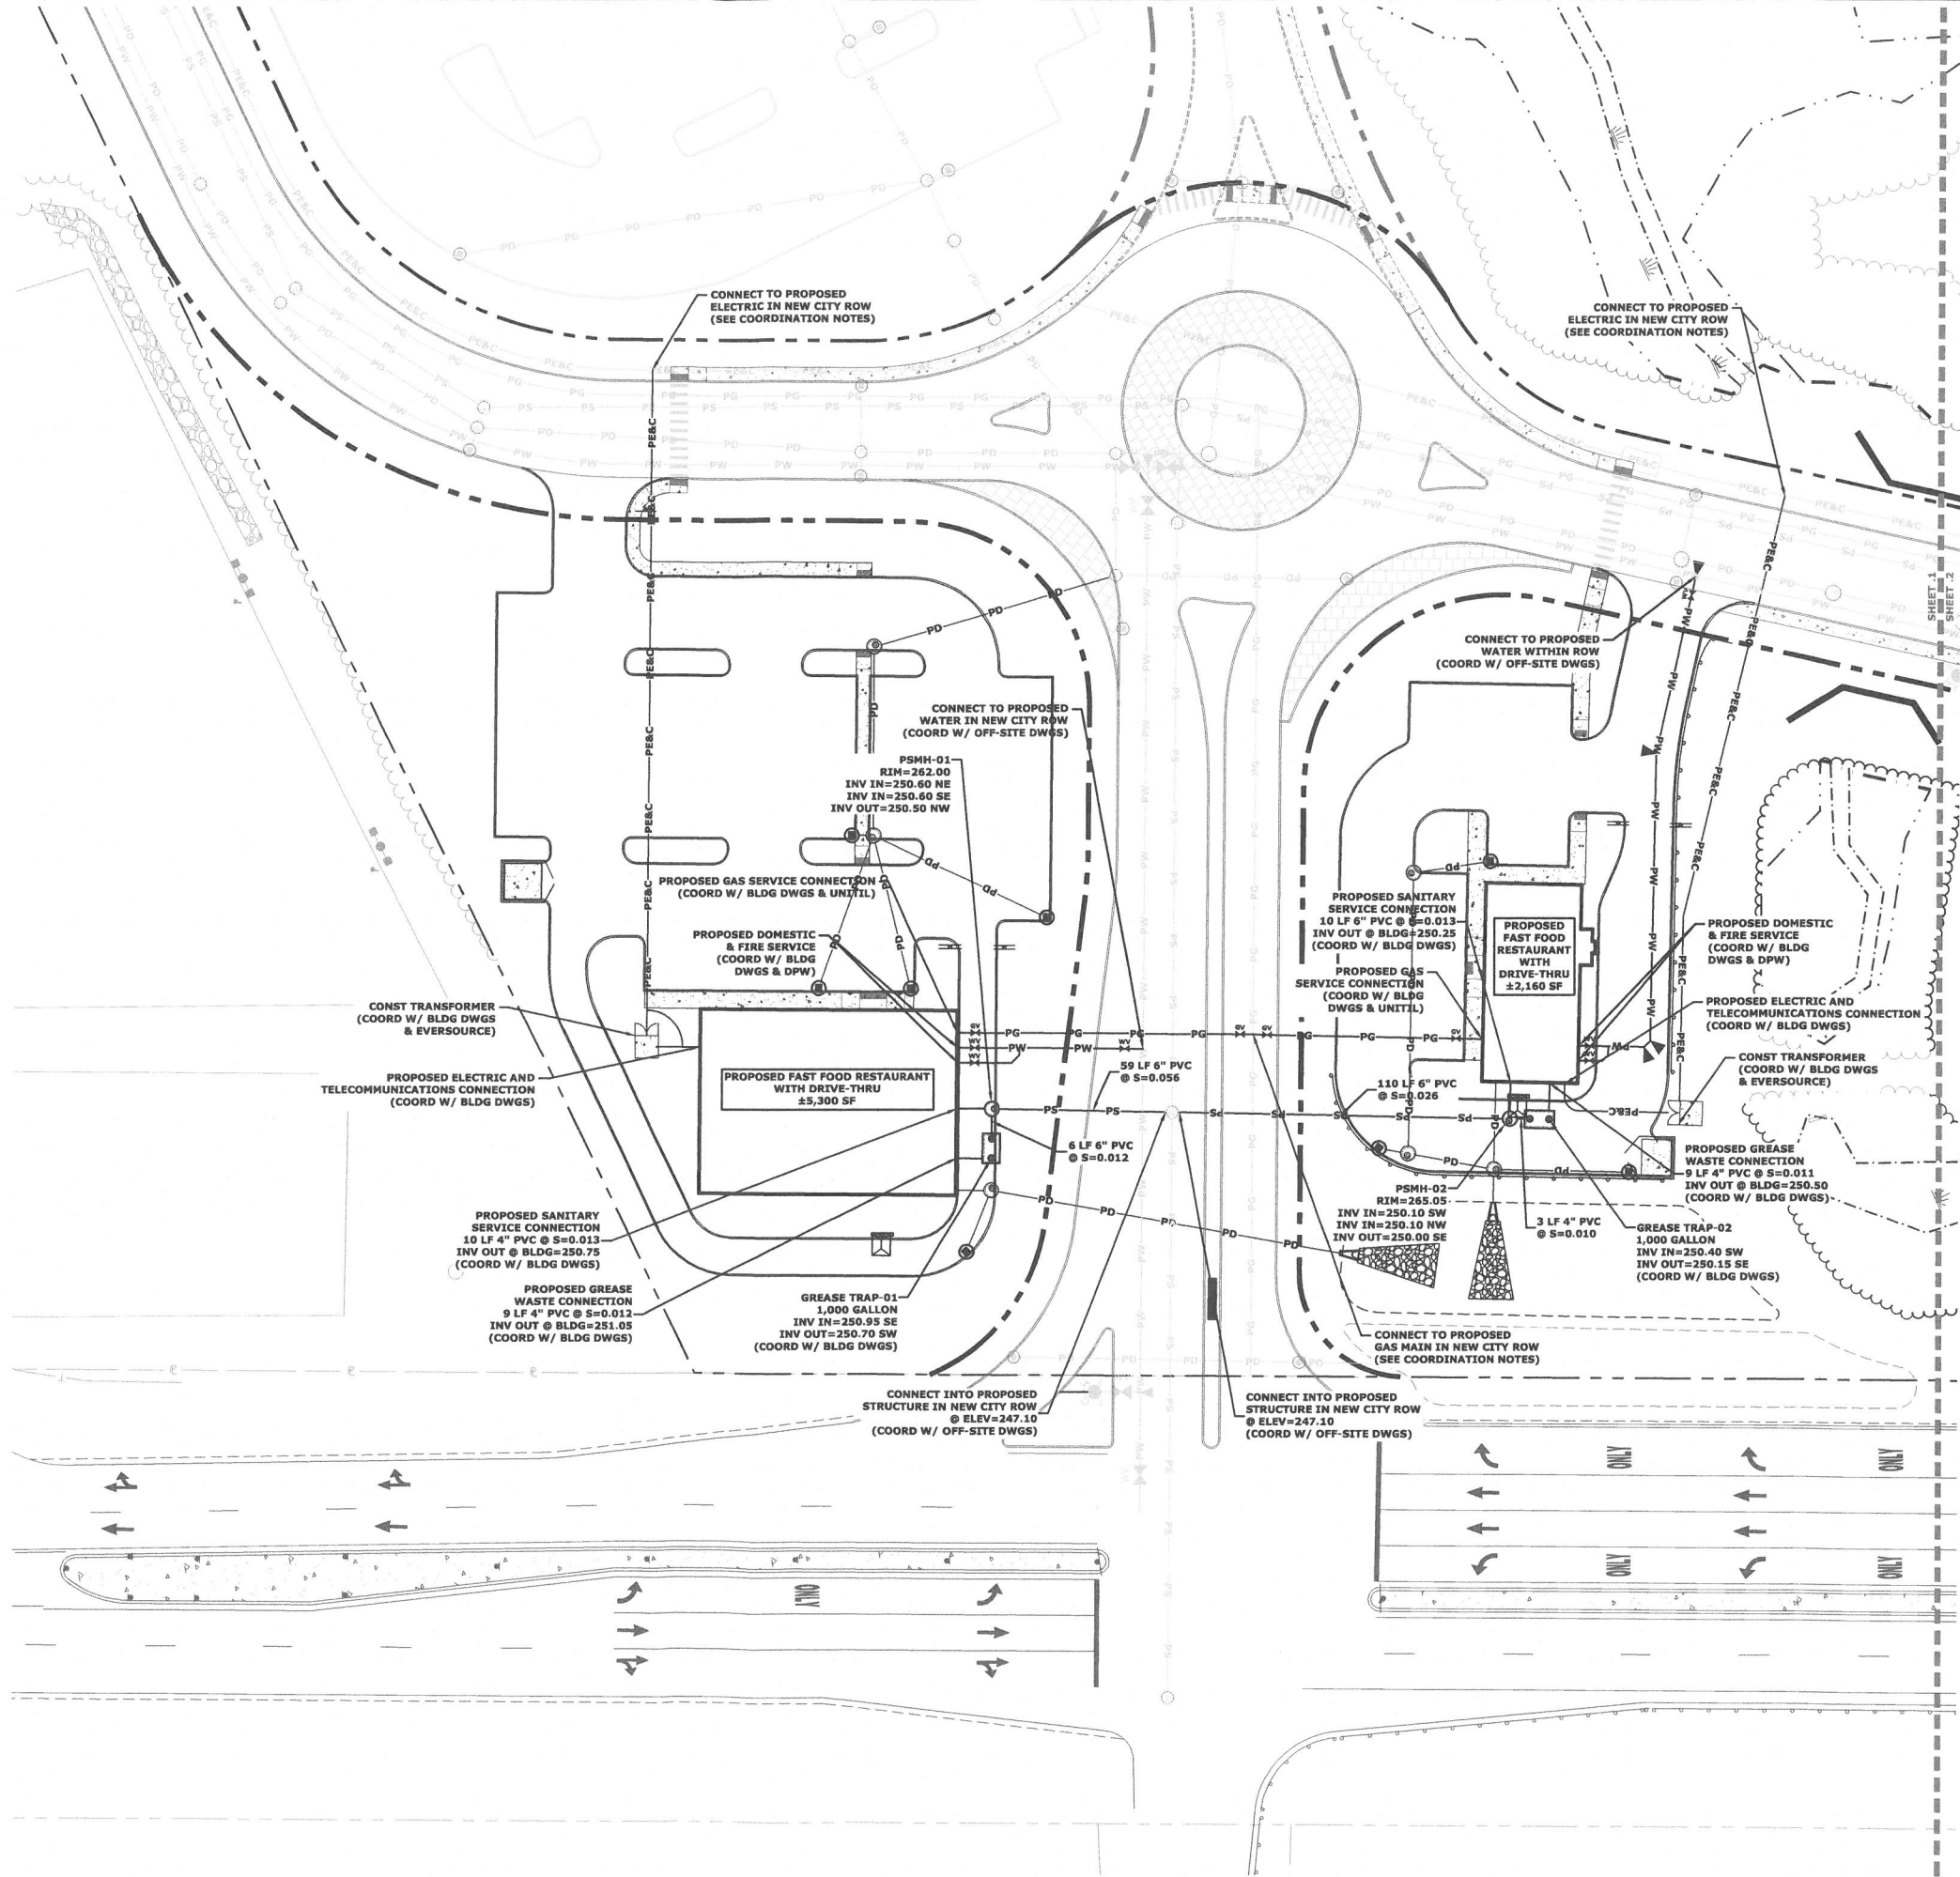 CONNECT TO PROPOSED
ELECTRIC IN NEW CITY ROW
(SEE COORDINATION NOTES)
CONNECT TO PROPOSED
ELECTRIC IN NEW CITY ROW
(SEE COORDINATION NOTES)
SHEET 1
SHEET 2
CONNECT TO PROPOSED
WATER WITHIN ROW
(COORD W/ OFF-SITE DWGS)
CONNECT TO PROPOSED
WATER IN NEW CITY ROW
(COORD W/ OFF-SITE DWGS)
PSMH-01
RIM=262.00
INV IN=250.60 NE
INV IN=250.60 SE
INV OUT=250.50 NW
PROPOSED GAS SERVICE CONNECTION
(COORD W/ BLDG DWGS & UNITIL)
PROPOSED DOMESTIC
& FIRE SERVICE
(COORD W/ BLDG
DWGS & DPW)
CONST TRANSFORMER
(COORD W/ BLDG DWGS
& EVERSOURCE)
PROPOSED ELECTRIC AND
TELECOMMUNICATIONS CONNECTION
(COORD W/ BLDG DWGS)
PROPOSED FAST FOOD RESTAURANT
WITH DRIVE-THRU
±5,300 SF
59 LF 6" PVC
@ S=0.056
6 LF 6" PVC
@ S=0.012
PROPOSED SANITARY
SERVICE CONNECTION
10 LF 6" PVC @ S=0.013
INV OUT @ BLDG=250.25
(COORD W/ BLDG DWGS)
PROPOSED GAS
SERVICE CONNECTION
(COORD W/ BLDG
DWGS & UNITIL)
PROPOSED
FAST FOOD
RESTAURANT
WITH
DRIVE-THRU
±2,160 SF
PROPOSED DOMESTIC
& FIRE SERVICE
(COORD W/ BLDG
DWGS & DPW)
PROPOSED ELECTRIC AND
TELECOMMUNICATIONS CONNECTION
(COORD W/ BLDG DWGS)
CONST TRANSFORMER
(COORD W/ BLDG DWGS
& EVERSOURCE)
110 LF 6" PVC
@ S=0.026
PROPOSED GREASE
WASTE CONNECTION
9 LF 4" PVC @ S=0.011
INV OUT @ BLDG=250.50
(COORD W/ BLDG DWGS)
PSMH-02
RIM=265.05
INV IN=250.10 SW
INV IN=250.10 NW
INV OUT=250.00 SE
3 LF 4" PVC
@ S=0.010
GREASE TRAP-02
1,000 GALLON
INV IN=250.40 SW
INV OUT=250.15 SE
(COORD W/ BLDG DWGS)
PROPOSED SANITARY
SERVICE CONNECTION
10 LF 4" PVC @ S=0.013
INV OUT @ BLDG=250.75
(COORD W/ BLDG DWGS)
PROPOSED GREASE
WASTE CONNECTION
9 LF 4" PVC @ S=0.012
INV OUT @ BLDG=251.05
(COORD W/ BLDG DWGS)
GREASE TRAP-01
1,000 GALLON
INV IN=250.95 SE
INV OUT=250.70 SW
(COORD W/ BLDG DWGS)
CONNECT TO PROPOSED
GAS MAIN IN NEW CITY ROW
(SEE COORDINATION NOTES)
CONNECT INTO PROPOSED
STRUCTURE IN NEW CITY ROW
@ ELEV=247.10
(COORD W/ OFF-SITE DWGS)
CONNECT INTO PROPOSED
STRUCTURE IN NEW CITY ROW
@ ELEV=247.10
(COORD W/ OFF-SITE DWGS)
ONLY
ONLY
ONLY
ONLY
ONLY
PE&C
PG
PS
PD
PW